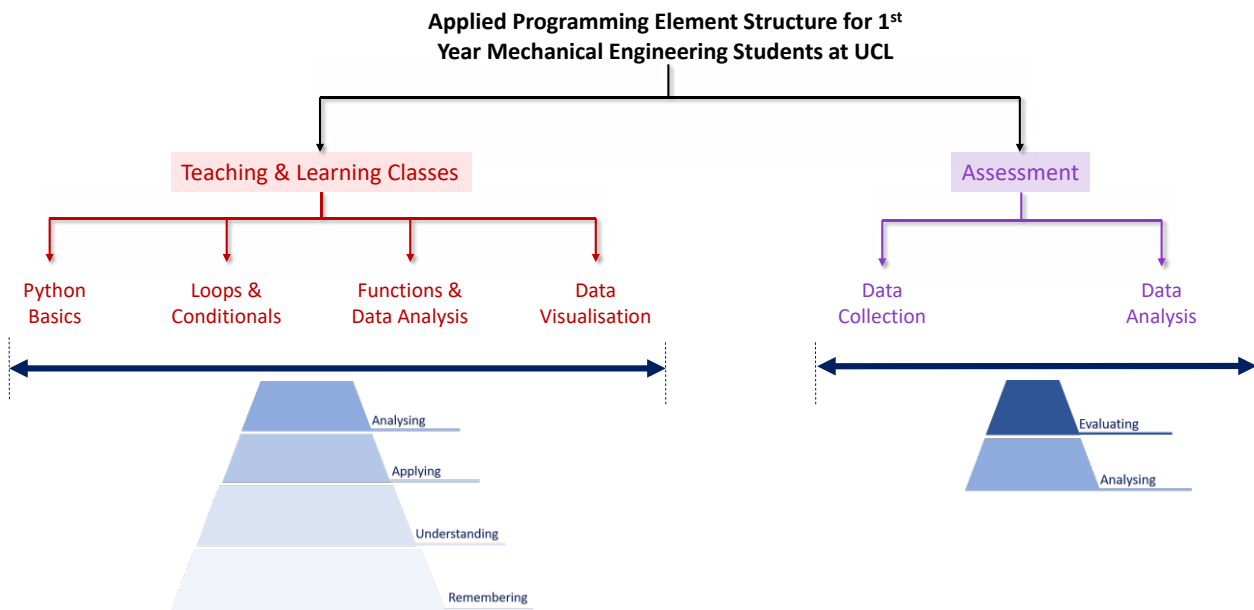 Applied Programming Element Structure for 1st
Year Mechanical Engineering Students at UCL
Teaching & Learning Classes
Assessment
Python
Basics
Loops &
Conditionals
Functions &
Data Analysis
Data
Visualisation
Data
Collection
Data
Analysis
Analysing
Applying
Understanding
Remembering
Evaluating
Analysing